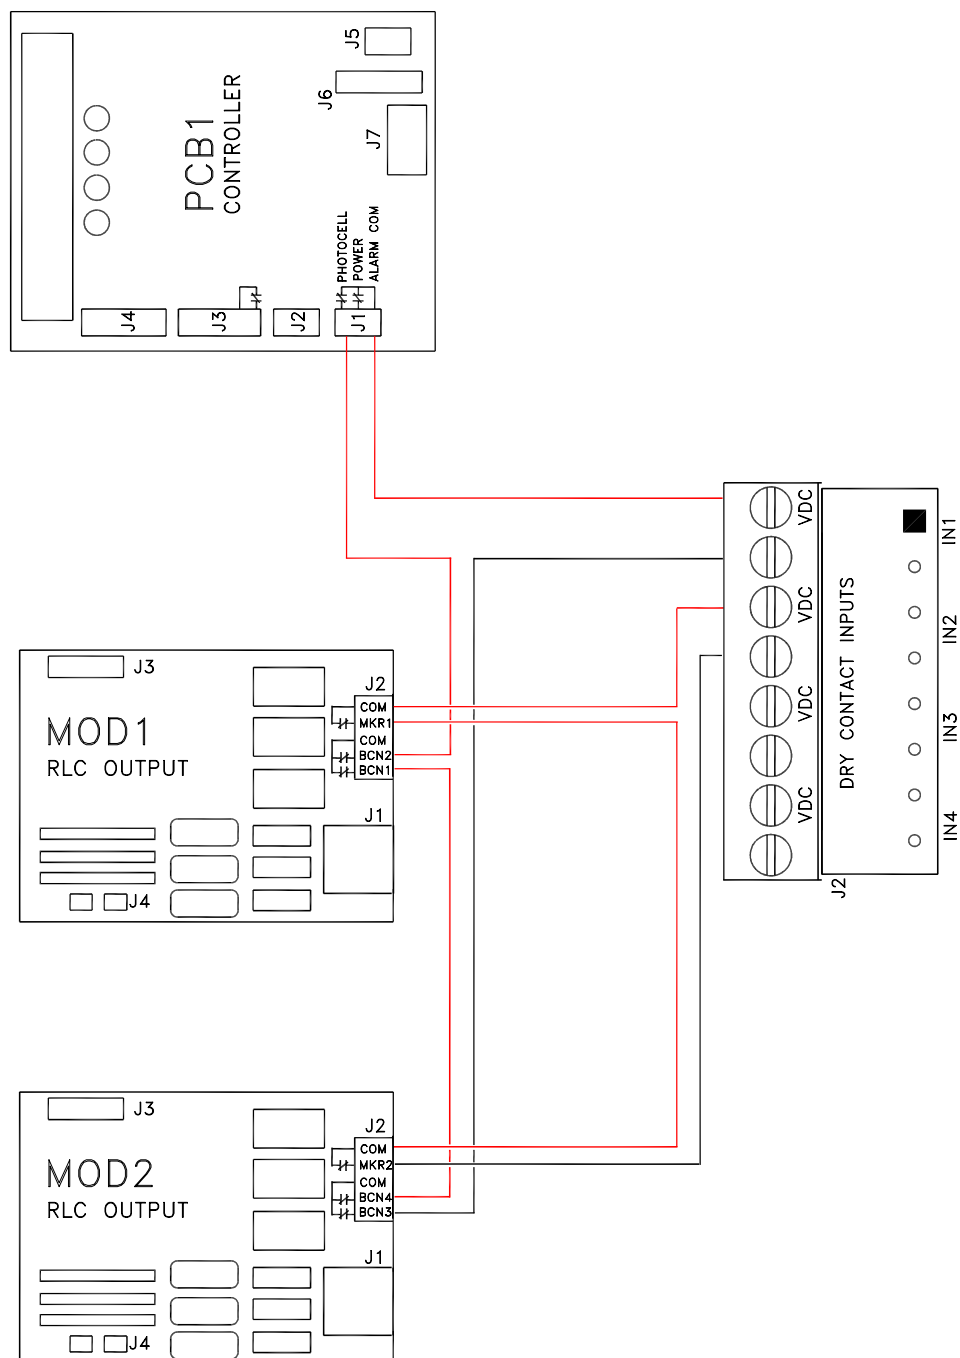 J5
J6
J7
PCB1
CONTROLLER
PHOTOCELL
POWER
ALARM COM
J4
J3
J2
J1
VDC
VDC
VDC
VDC
DRY CONTACT INPUTS
IN1
IN2
IN3
IN4
J2
J3
MOD1
RLC OUTPUT
J2
COM
MKR1
COM
BCN2
BCN1
J1
J4
J3
MOD2
RLC OUTPUT
J2
COM
MKR2
COM
BCN4
BCN3
J1
J4